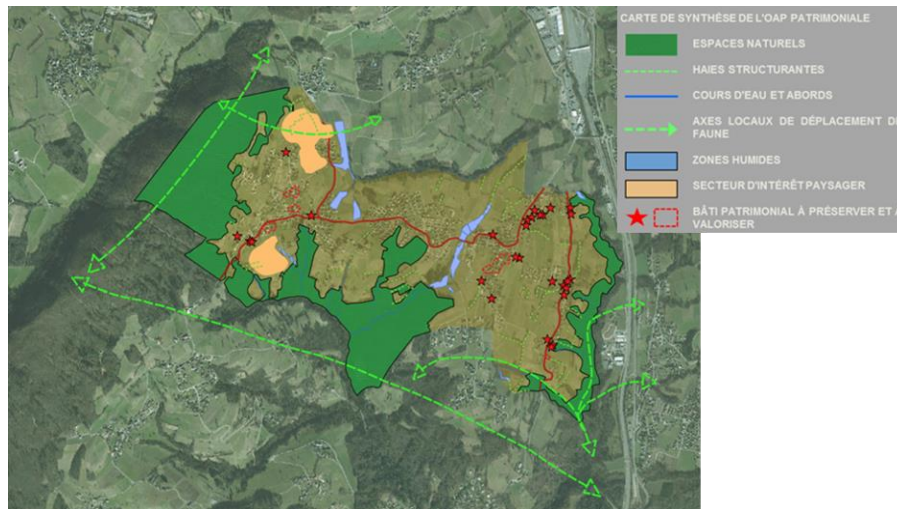 CARTE DE SYNTHÈSE DE L'OAP PATRIMONIALE
ESPACES NATURELS
HAIES STRUCTURANTES
COURS D'EAU ET ABORDS
AXES LOCAUX DE DÉPLACEMENT DE
FAUNE
ZONES HUMIDES
SECTEUR D'INTÉRÊT PAYSAGER
BÂTI PATRIMONIAL À PRÉSERVER ET À
VALORISER